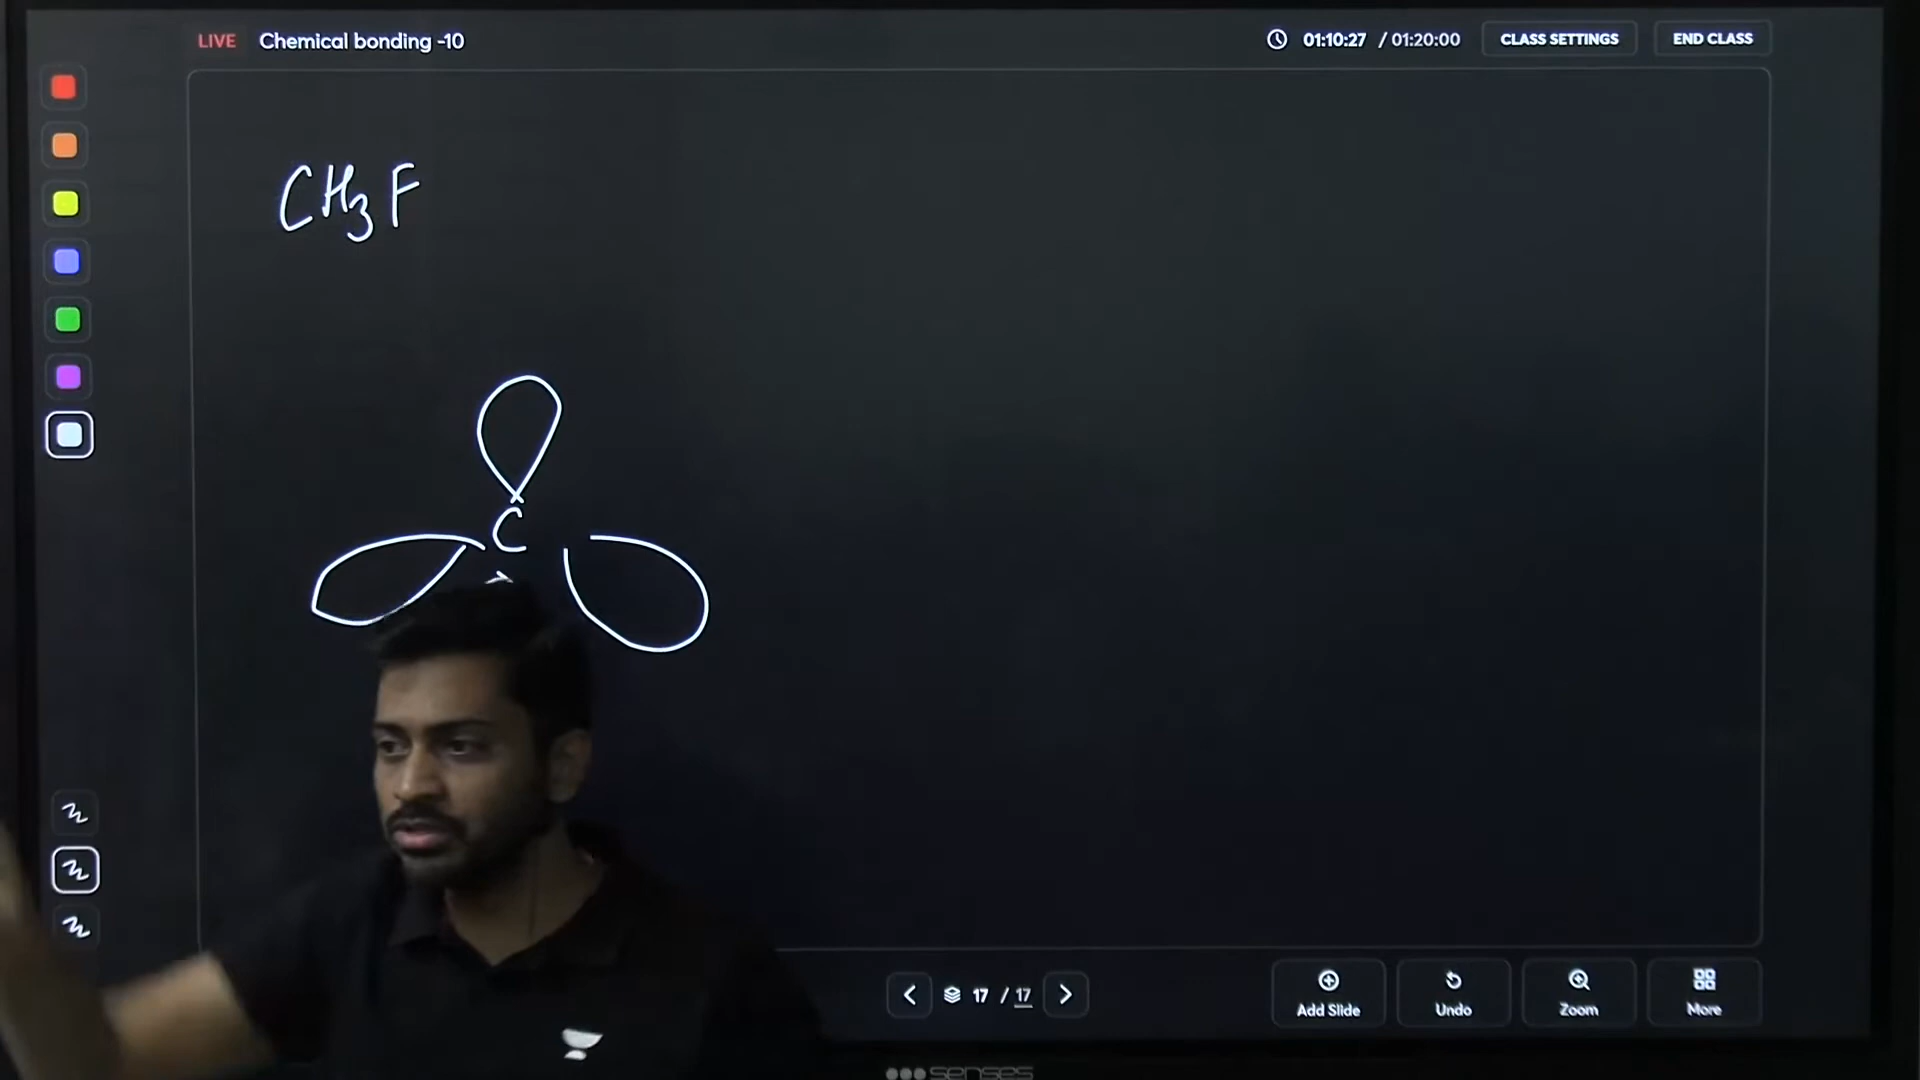 LIVE Chemical bonding -10
01:10:27 / 01:20:00 CLASS SETTINGS END CLASS
CH3F
C
17 / 17
Add Slide Undo Zoom More
senses